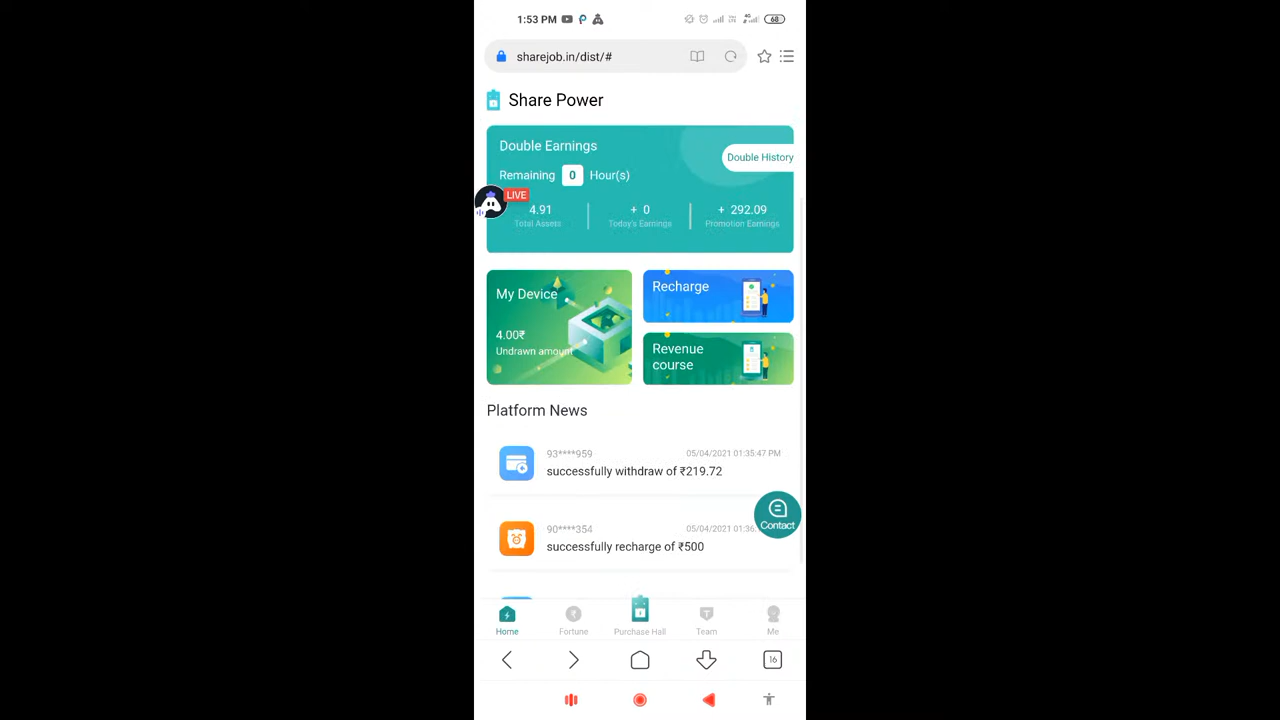 1:53 PM
4G
68
sharejob.in/dist/#
Share Power
Double Earnings
Double History
Remaining 0 Hour(s)
LIVE
4.91
+ 0
+ 292.09
Total Assets
Today's Earnings
Promotion Earnings
My Device
4.00₹
Undrawn amount
Recharge
Revenue
course
Platform News
93****959
05/04/2021 01:35:47 PM
successfully withdraw of ₹219.72
90****354
05/04/2021 01:36:
successfully recharge of ₹500
Contact
Home
Fortune
Purchase Hall
Team
Me
16